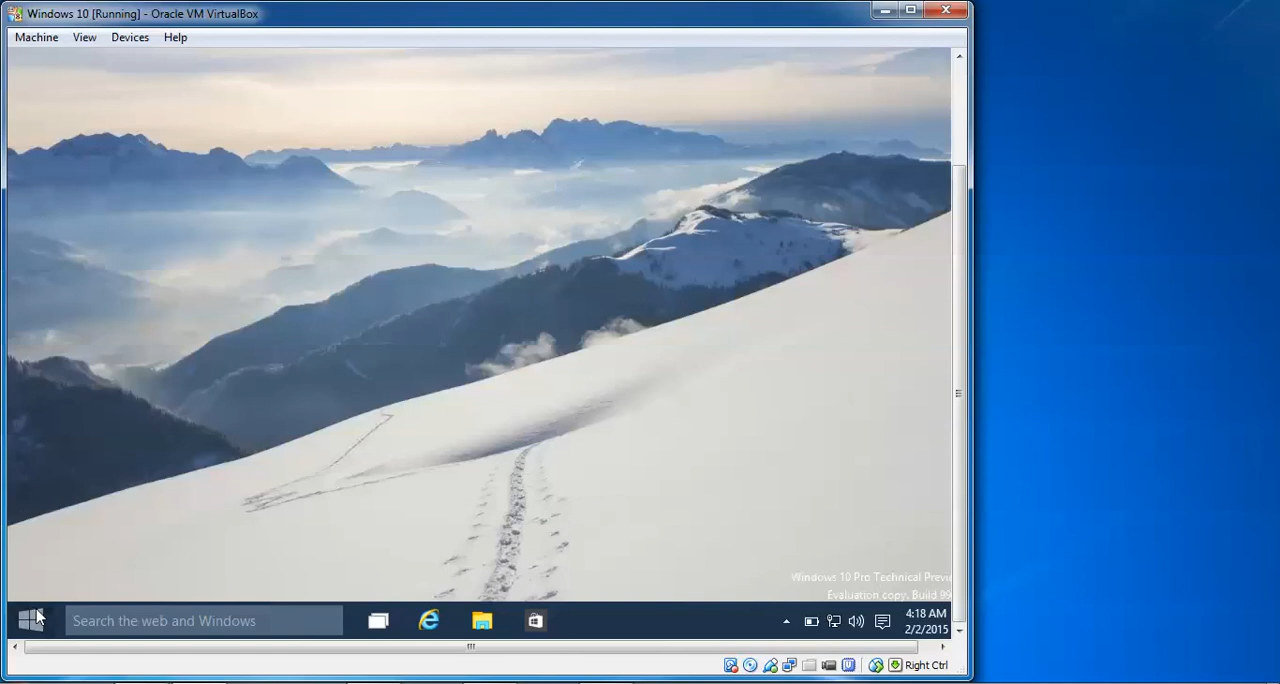 Windows 10 [Running] - Oracle VM VirtualBox
Machine View Devices Help
Windows 10 Pro Technical Previ
Evaluation copy. Build 99
Search the web and Windows
4:18 AM
2/2/2015
Right Ctrl